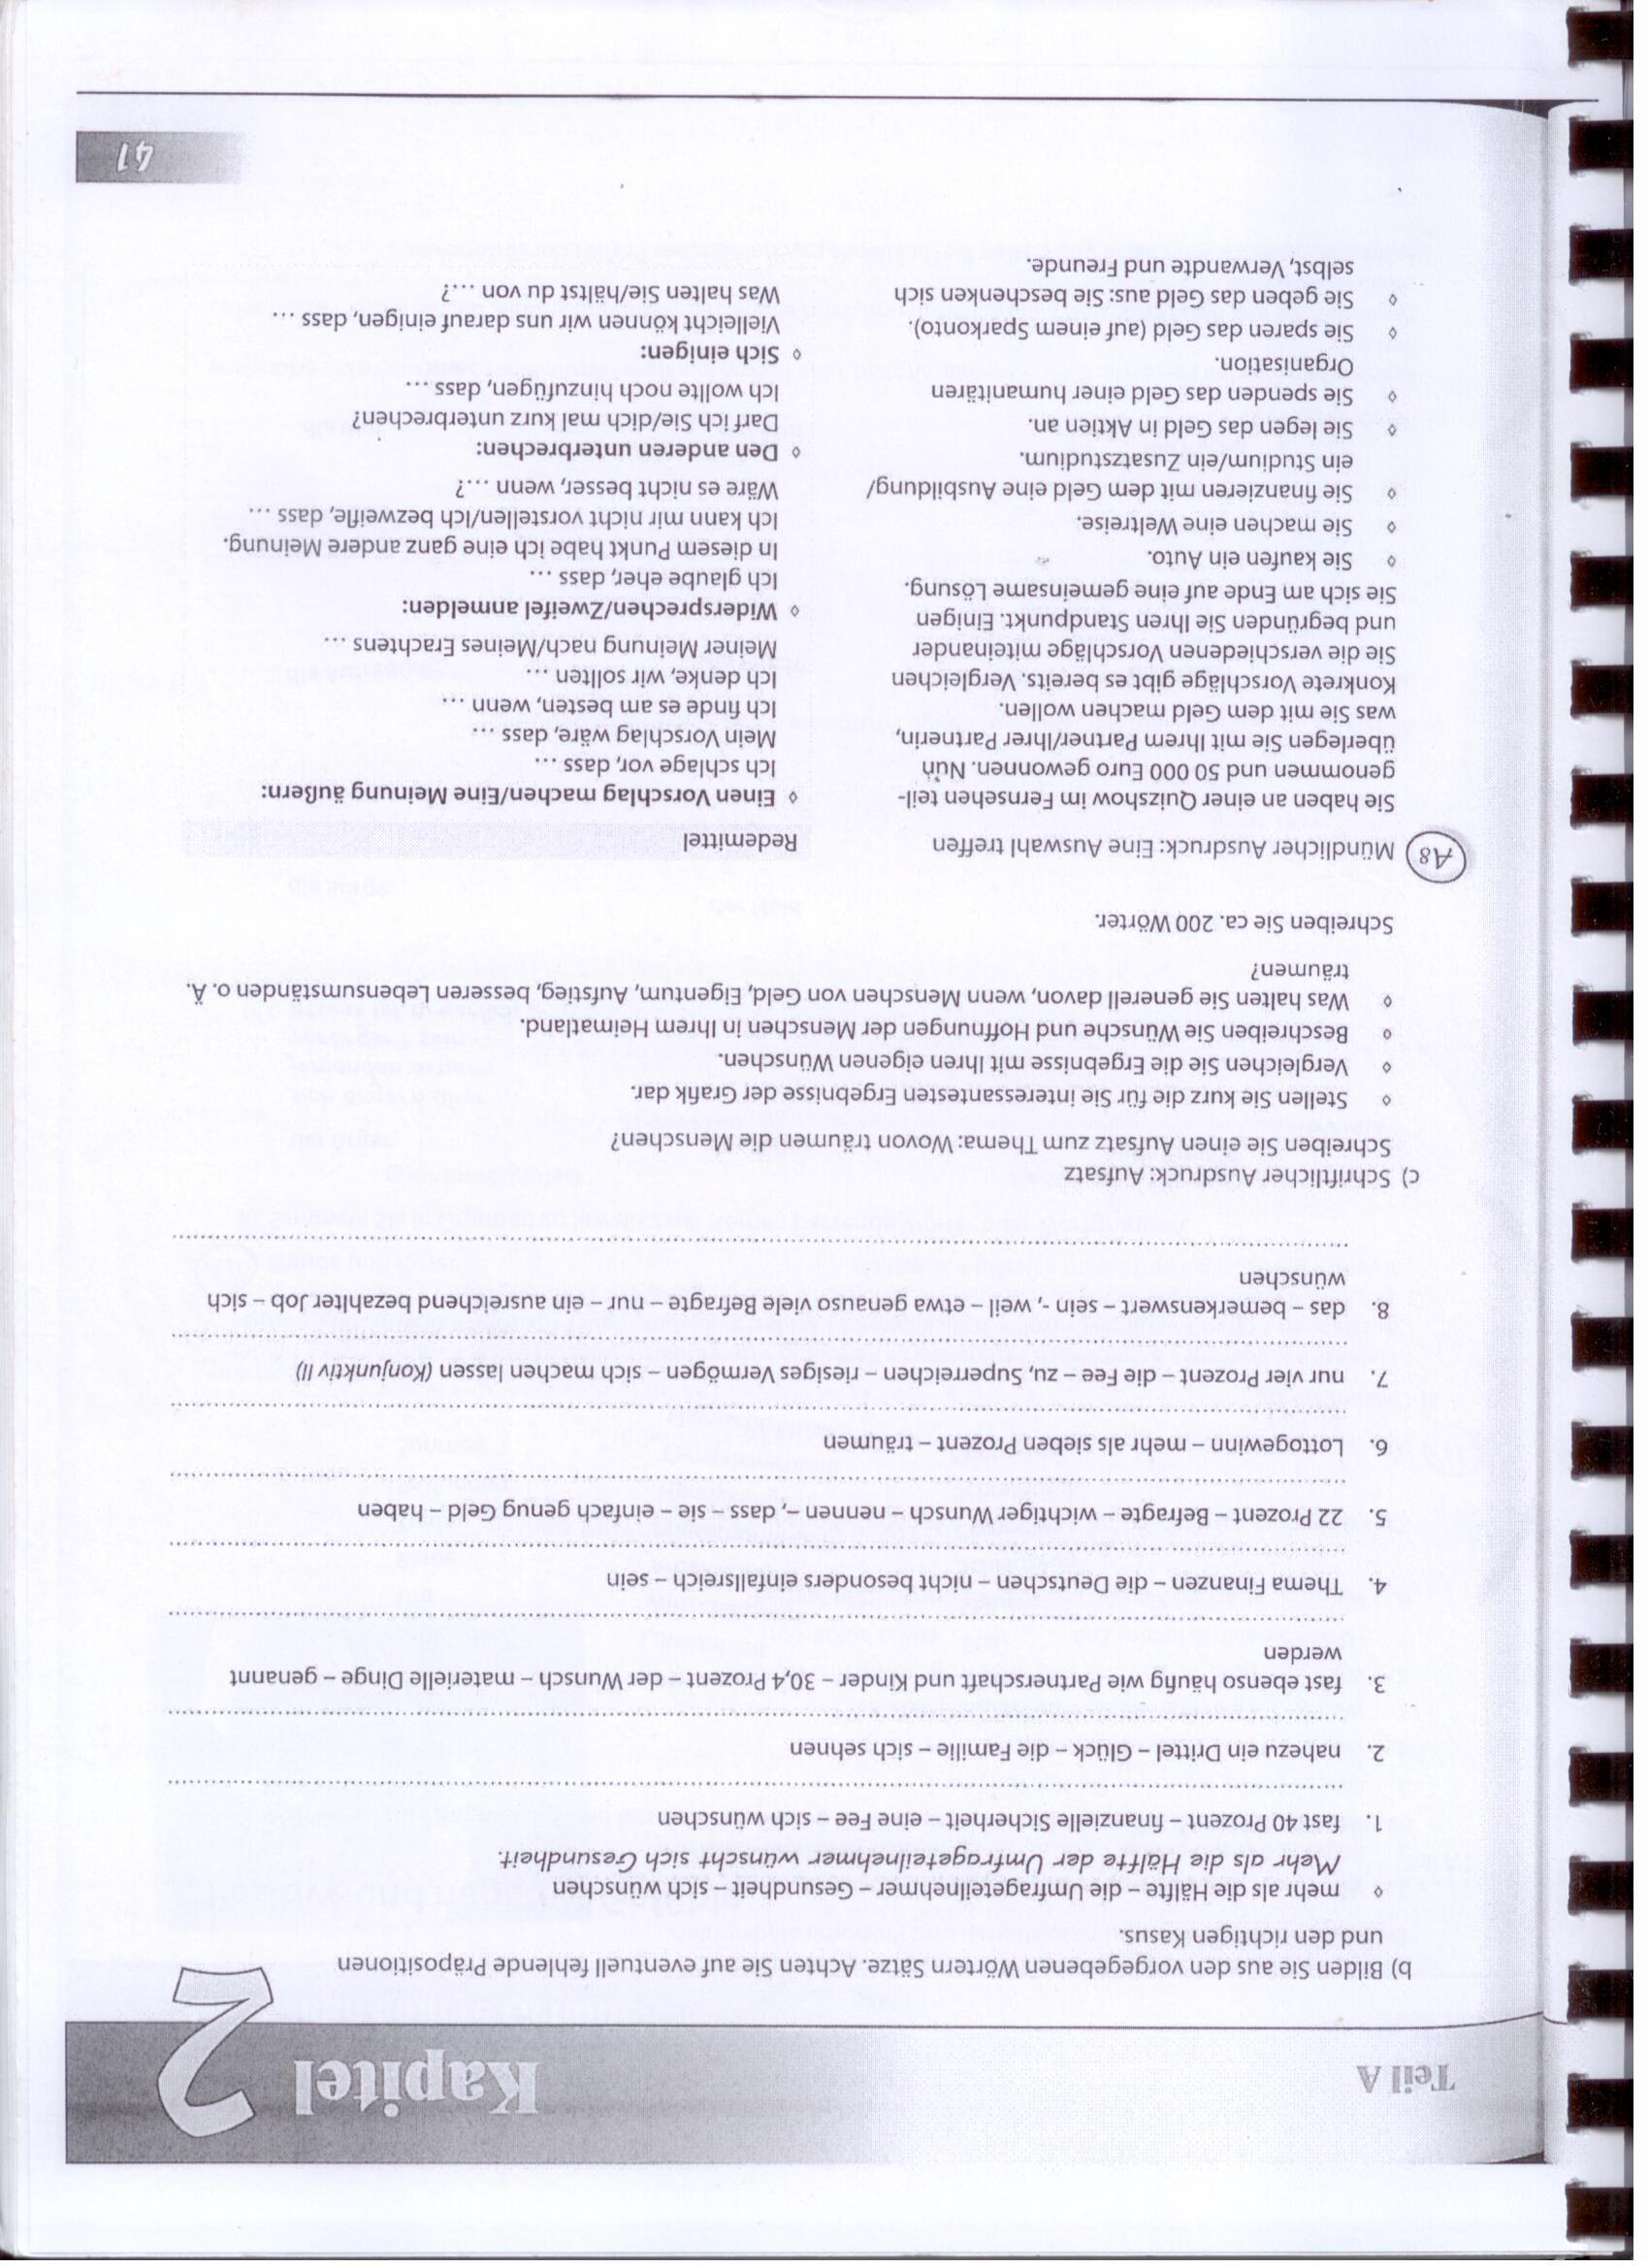 Teil A
Kapitel 2
b) Bilden Sie aus den vorgegebenen Wörtern Sätze. Achten Sie auf eventuell fehlende Präpositionen
und den richtigen Kasus.
◊ mehr als die Hälfte – die Umfrageteilnehmer – Gesundheit – sich wünschen
Mehr als die Hälfte der Umfrageteilnehmer wünscht sich Gesundheit.
1. fast 40 Prozent – finanzielle Sicherheit – eine Fee – sich wünschen
2. nahezu ein Drittel – Glück – die Familie – sich sehnen
3. fast ebenso häufig wie Partnerschaft und Kinder – 30,4 Prozent – der Wunsch – materielle Dinge – genannt
werden
4. Thema Finanzen – die Deutschen – nicht besonders einfallsreich – sein
5. 22 Prozent – Befragte – wichtiger Wunsch – nennen –, dass – sie – einfach genug Geld – haben
6. Lottogewinn – mehr als sieben Prozent – träumen
7. nur vier Prozent – die Fee – zu, Superreichen – riesiges Vermögen – sich machen lassen (Konjunktiv II)
8. das – bemerkenswert – sein -, weil – etwa genauso viele Befragte – nur – ein ausreichend bezahlter Job – sich
wünschen
c) Schriftlicher Ausdruck: Aufsatz
Schreiben Sie einen Aufsatz zum Thema: Wovon träumen die Menschen?
◊ Stellen Sie kurz die für Sie interessantesten Ergebnisse der Grafik dar.
◊ Vergleichen Sie die Ergebnisse mit Ihren eigenen Wünschen.
◊ Beschreiben Sie Wünsche und Hoffnungen der Menschen in Ihrem Heimatland.
◊ Was halten Sie generell davon, wenn Menschen von Geld, Eigentum, Aufstieg, besseren Lebensumständen o. Ä.
träumen?
Schreiben Sie ca. 200 Wörter.
A8 Mündlicher Ausdruck: Eine Auswahl treffen
Sie haben an einer Quizshow im Fernsehen teil-
genommen und 50 000 Euro gewonnen. Nun
überlegen Sie mit Ihrem Partner/Ihrer Partnerin,
was Sie mit dem Geld machen wollen.
Konkrete Vorschläge gibt es bereits. Vergleichen
Sie die verschiedenen Vorschläge miteinander
und begründen Sie Ihren Standpunkt. Einigen
Sie sich am Ende auf eine gemeinsame Lösung.
◊ Sie kaufen ein Auto.
◊ Sie machen eine Weltreise.
◊ Sie finanzieren mit dem Geld eine Ausbildung/
ein Studium/ein Zusatzstudium.
◊ Sie legen das Geld in Aktien an.
◊ Sie spenden das Geld einer humanitären
Organisation.
◊ Sie sparen das Geld (auf einem Sparkonto).
◊ Sie geben das Geld aus: Sie beschenken sich
selbst, Verwandte und Freunde.
Redemittel
◊ Einen Vorschlag machen/Eine Meinung äußern:
Ich schlage vor, dass …
Mein Vorschlag wäre, dass …
Ich finde es am besten, wenn …
Ich denke, wir sollten …
Meiner Meinung nach/Meines Erachtens …
◊ Widersprechen/Zweifel anmelden:
Ich glaube eher, dass …
In diesem Punkt habe ich eine ganz andere Meinung.
Ich kann mir nicht vorstellen/Ich bezweifle, dass …
Wäre es nicht besser, wenn …?
◊ Den anderen unterbrechen:
Darf ich Sie/dich mal kurz unterbrechen?
Ich wollte noch hinzufügen, dass …
◊ Sich einigen:
Vielleicht können wir uns darauf einigen, dass …
Was halten Sie/hältst du von …?
41